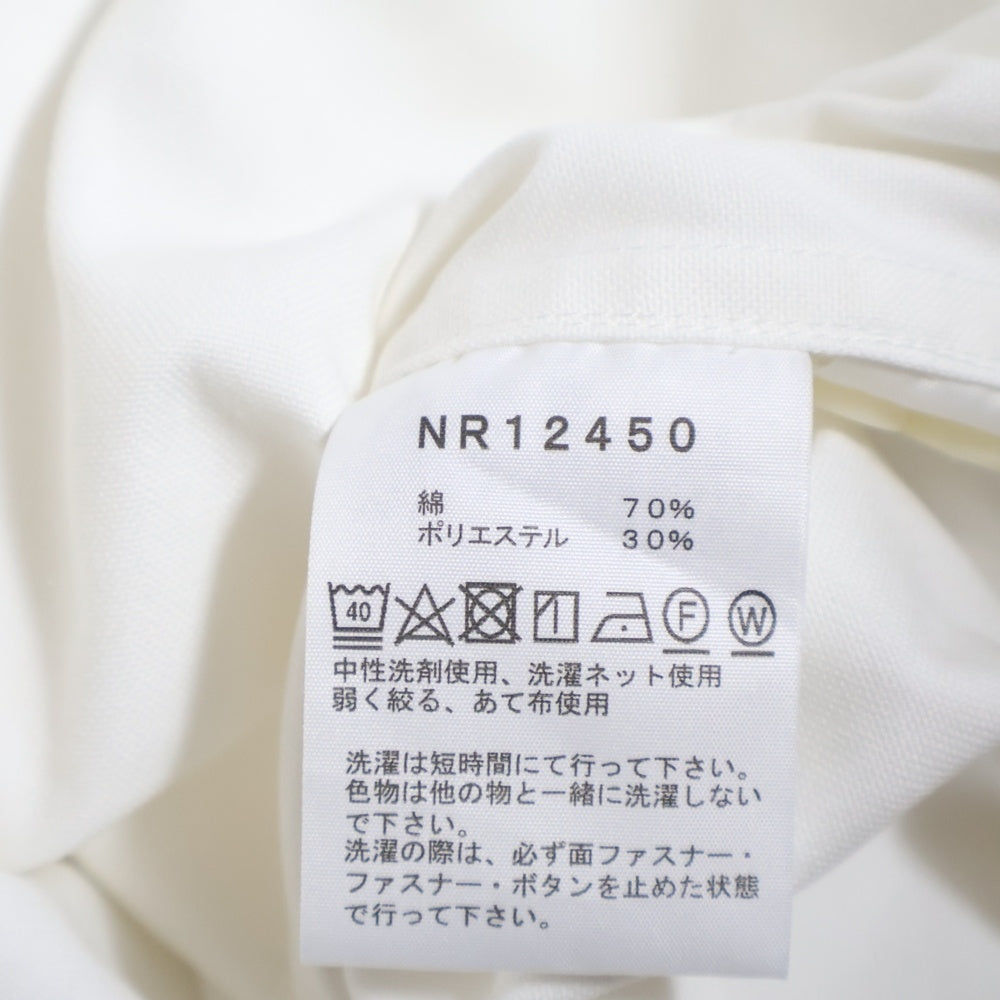 NR12450
綿 70%
ポリエステル 30%
40 F W
中性洗剤使用、洗濯ネット使用
弱く絞る、あて布使用
洗濯は短時間にて行って下さい。
色物は他の物と一緒に洗濯しない
で下さい。
洗濯の際は、必ず面ファスナー・
ファスナー・ボタンを止めた状態
で行って下さい。